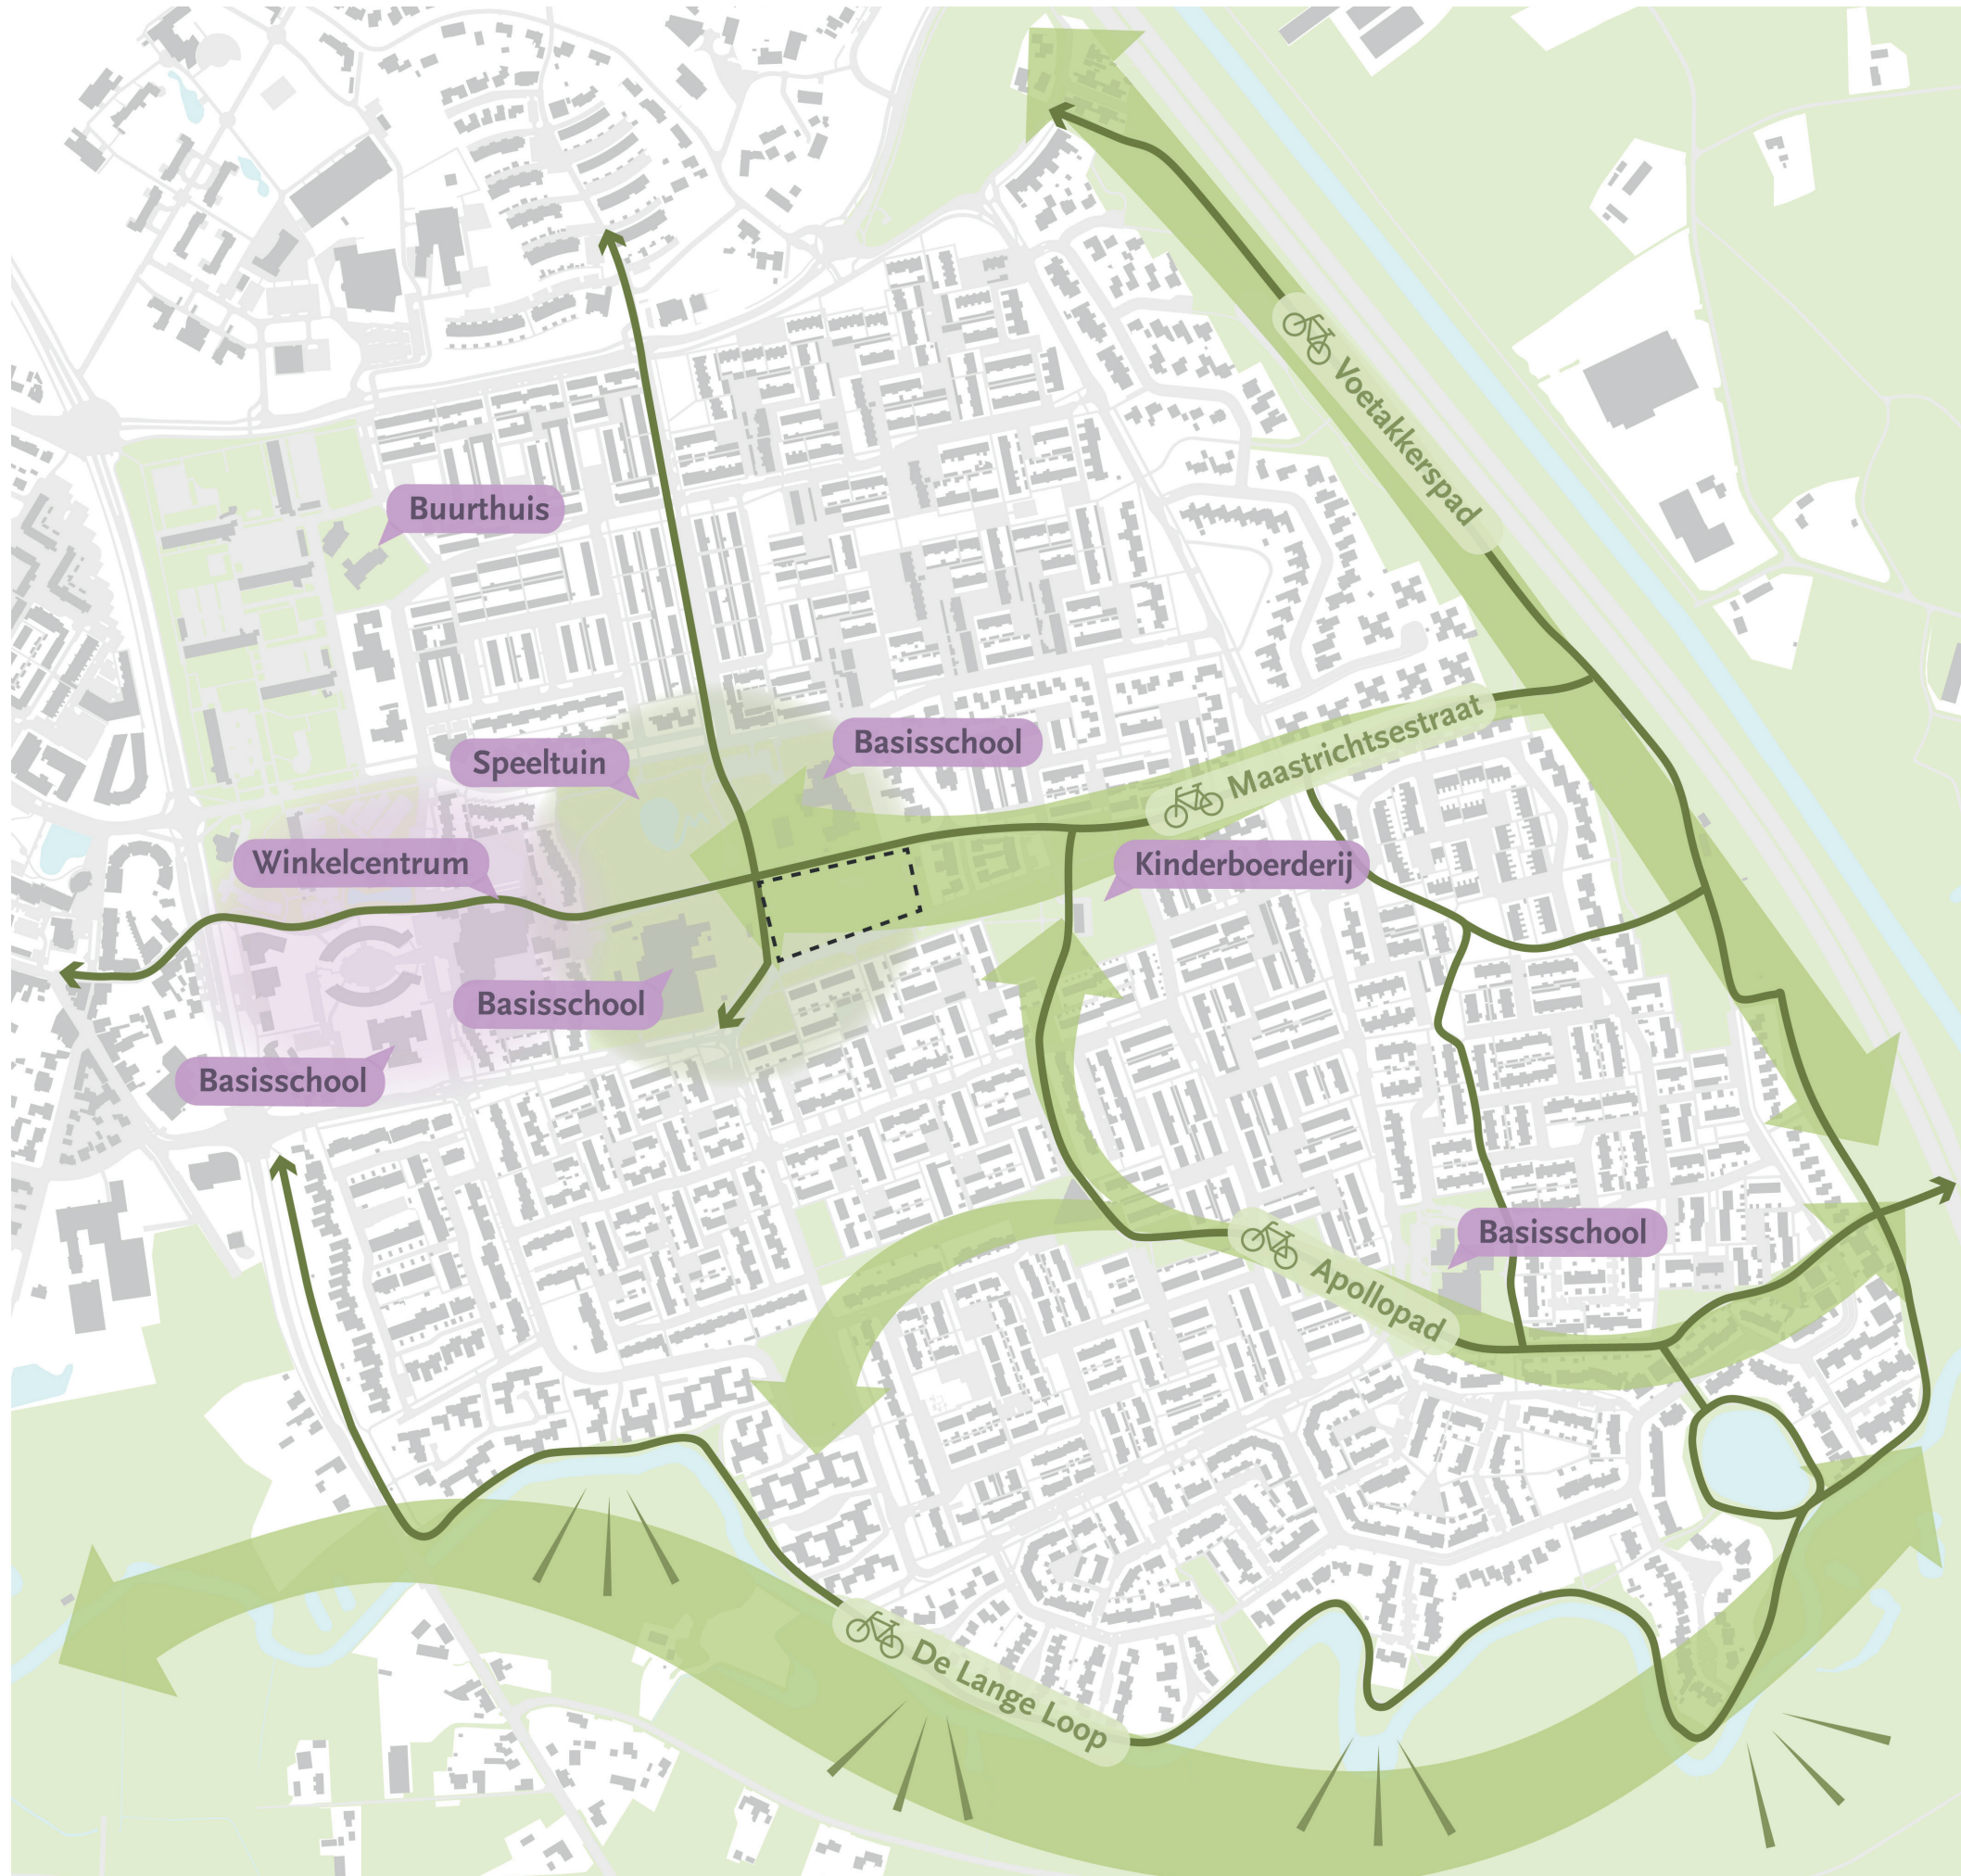 Voetakkerspad
Buurthuis
Maastrichtsestraat
Basisschool
Speeltuin
Winkelcentrum
Kinderboerderij
Basisschool
Basisschool
Basisschool
Apollopad
De Lange Loop